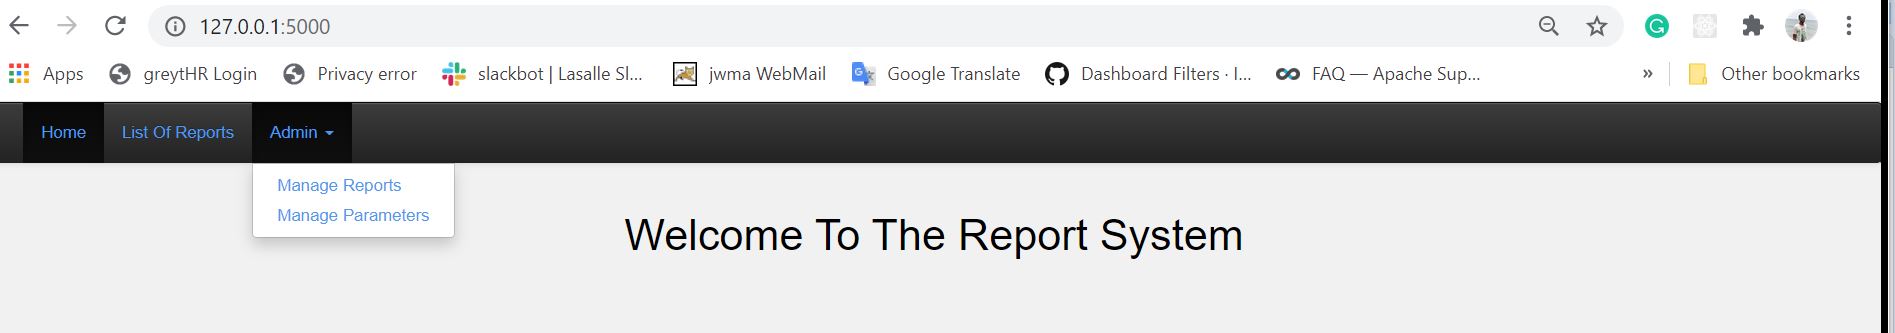 127.0.0.1:5000
Apps greytHR Login Privacy error slackbot | Lasalle Sl... jwma WebMail Google Translate Dashboard Filters · I... FAQ — Apache Sup... » Other bookmarks
Home List Of Reports Admin
Manage Reports
Manage Parameters
Welcome To The Report System